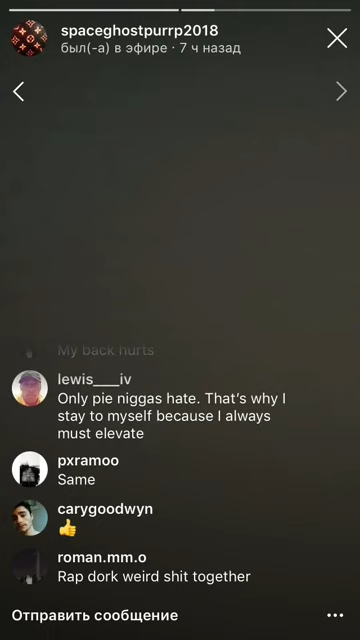 spaceghostpurrp2018
был(-а) в эфире · 7 ч назад
My back hurts
lewis____iv
Only pie niggas hate. That's why I
stay to myself because I always
must elevate
pxramoo
Same
carygoodwyn
👍
roman.mm.o
Rap dork weird shit together
Отправить сообщение